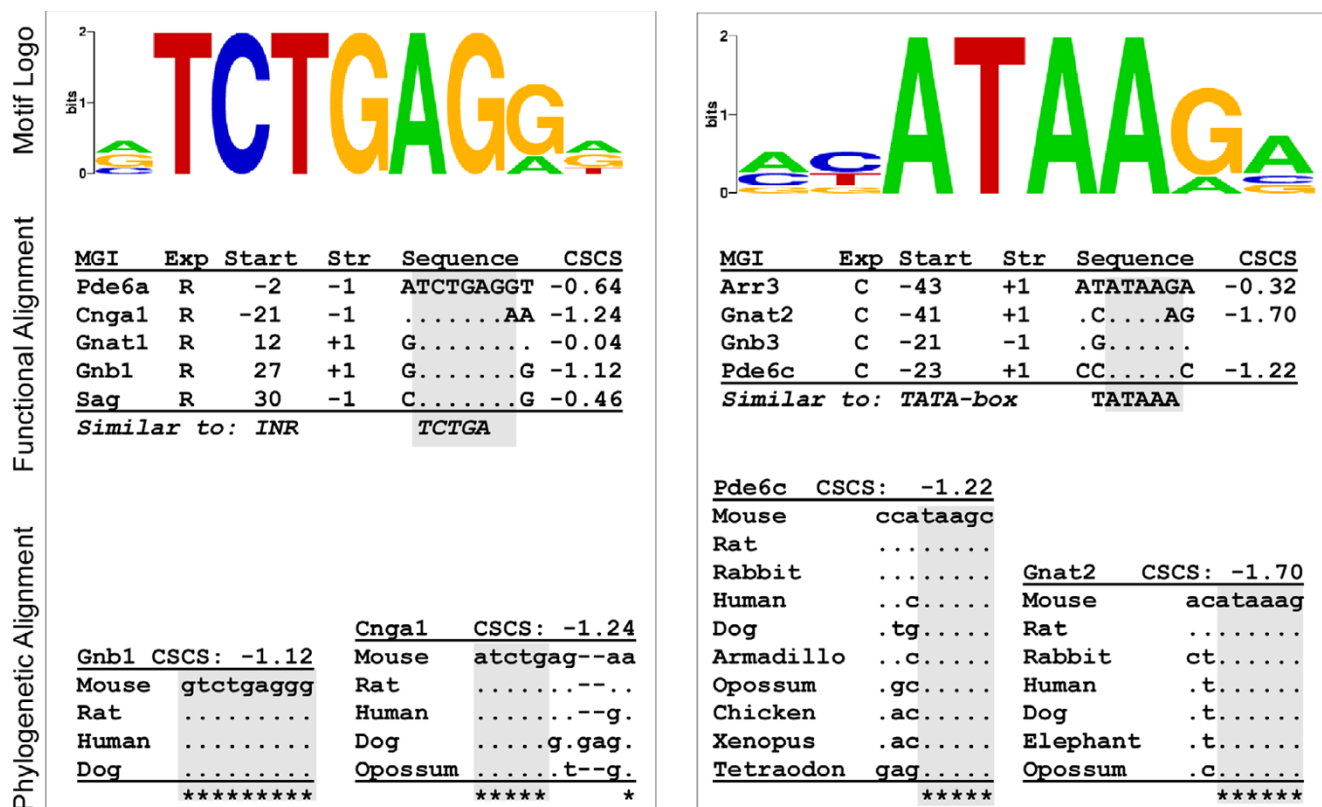 Motif Logo
2
bits
1
0
A
G
C
TCTGAG
G
A
A
G
T
Functional Alignment
MGI Exp Start Str Sequence CSCS
Pde6a R -2 -1 ATCTGAGGT -0.64
Cnga1 R -21 -1 .......AA -1.24
Gnat1 R 12 +1 G........ -0.04
Gnb1 R 27 +1 G.......G -1.12
Sag R 30 -1 C.......G -0.46
Similar to: INR TCTGA
Phylogenetic Alignment
Gnb1 CSCS: -1.12
Mouse gtctgaggg
Rat .........
Human .........
Dog .........
*********
Cnga1 CSCS: -1.24
Mouse atctgag--aa
Rat .......--..
Human .......--g.
Dog .....g.gag.
Opossum ......t--g.
***** *
2
bits
1
0
A
C
G
C
T
G
ATAA
G
A
A
C
G
MGI Exp Start Str Sequence CSCS
Arr3 C -43 +1 ATATAAGA -0.32
Gnat2 C -41 +1 .C....AG -1.70
Gnb3 C -21 -1 .G......
Pde6c C -23 +1 CC.....C -1.22
Similar to: TATA-box TATAAA
Pde6c CSCS: -1.22
Mouse ccataagc
Rat ........
Rabbit ........
Human ..c.....
Dog .tg.....
Armadillo ..c.....
Opossum .gc.....
Chicken .ac.....
Xenopus .ac.....
Tetraodon gag.....
*****
Gnat2 CSCS: -1.70
Mouse acataaag
Rat ........
Rabbit ct......
Human .t......
Dog .t......
Elephant .t......
Opossum .c......
******